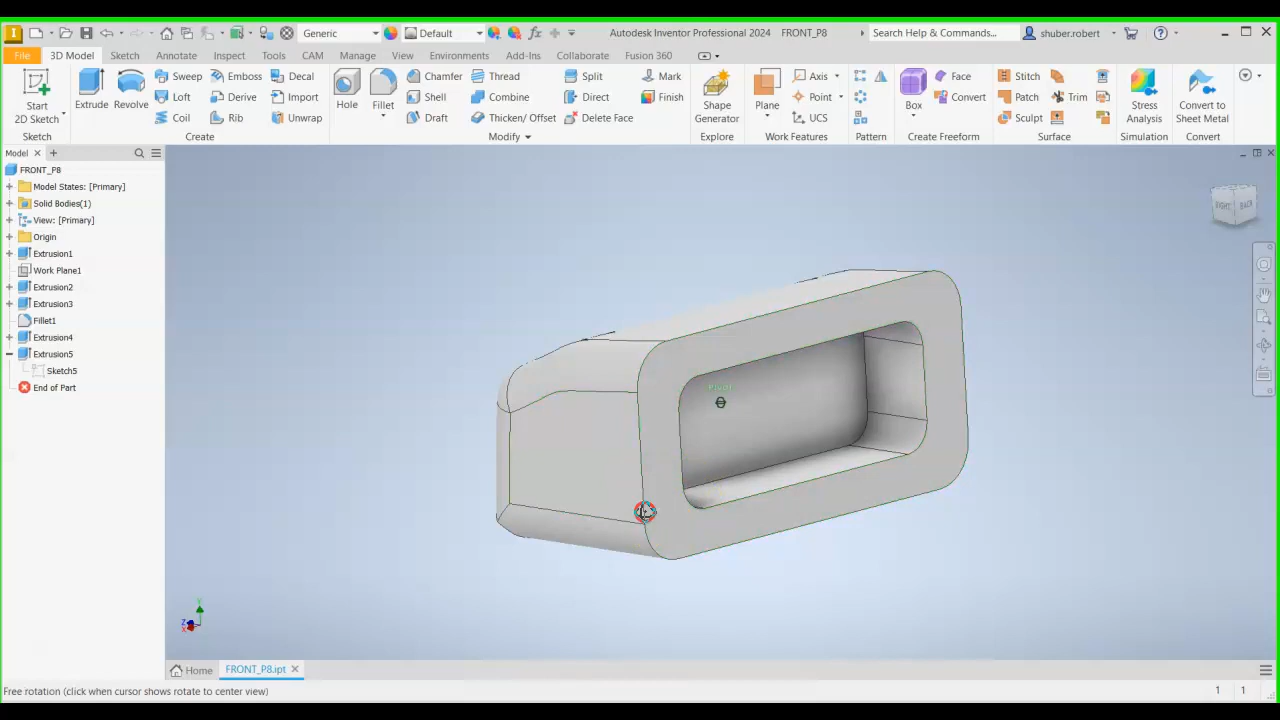 Generic
Default
Autodesk Inventor Professional 2024 FRONT_P8
Search Help & Commands...
shuber.robert
File 3D Model Sketch Annotate Inspect Tools CAM Manage View Environments Add-Ins Collaborate Fusion 360
Start
2D Sketch
Extrude
Revolve
Sweep
Loft
Coil
Emboss
Derive
Rib
Decal
Import
Unwrap
Hole
Fillet
Chamfer
Shell
Draft
Thread
Combine
Thicken/ Offset
Split
Direct
Delete Face
Mark
Finish
Shape
Generator
Plane
Axis
Point
UCS
Box
Face
Convert
Stitch
Patch
Sculpt
Trim
Stress
Analysis
Convert to
Sheet Metal
Sketch Create Modify Explore Work Features Pattern Create Freeform Surface Simulation Convert
Model
FRONT_P8
Model States: [Primary]
Solid Bodies(1)
View: [Primary]
Origin
Extrusion1
Work Plane1
Extrusion2
Extrusion3
Fillet1
Extrusion4
Extrusion5
Sketch5
End of Part
RIGHT BACK
PIVOT
Y
Z
X
Home FRONT_P8.ipt
Free rotation (click when cursor shows rotate to center view)
1 1